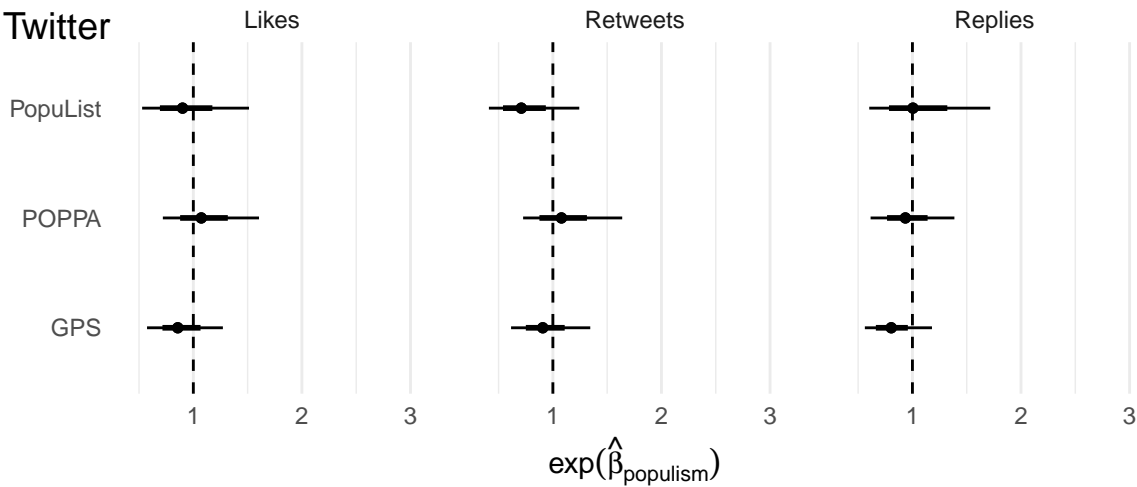 Twitter
Likes Retweets Replies
PopuList
POPPA
GPS
1 2 3 1 2 3 1 2 3
exp(β̂populism)